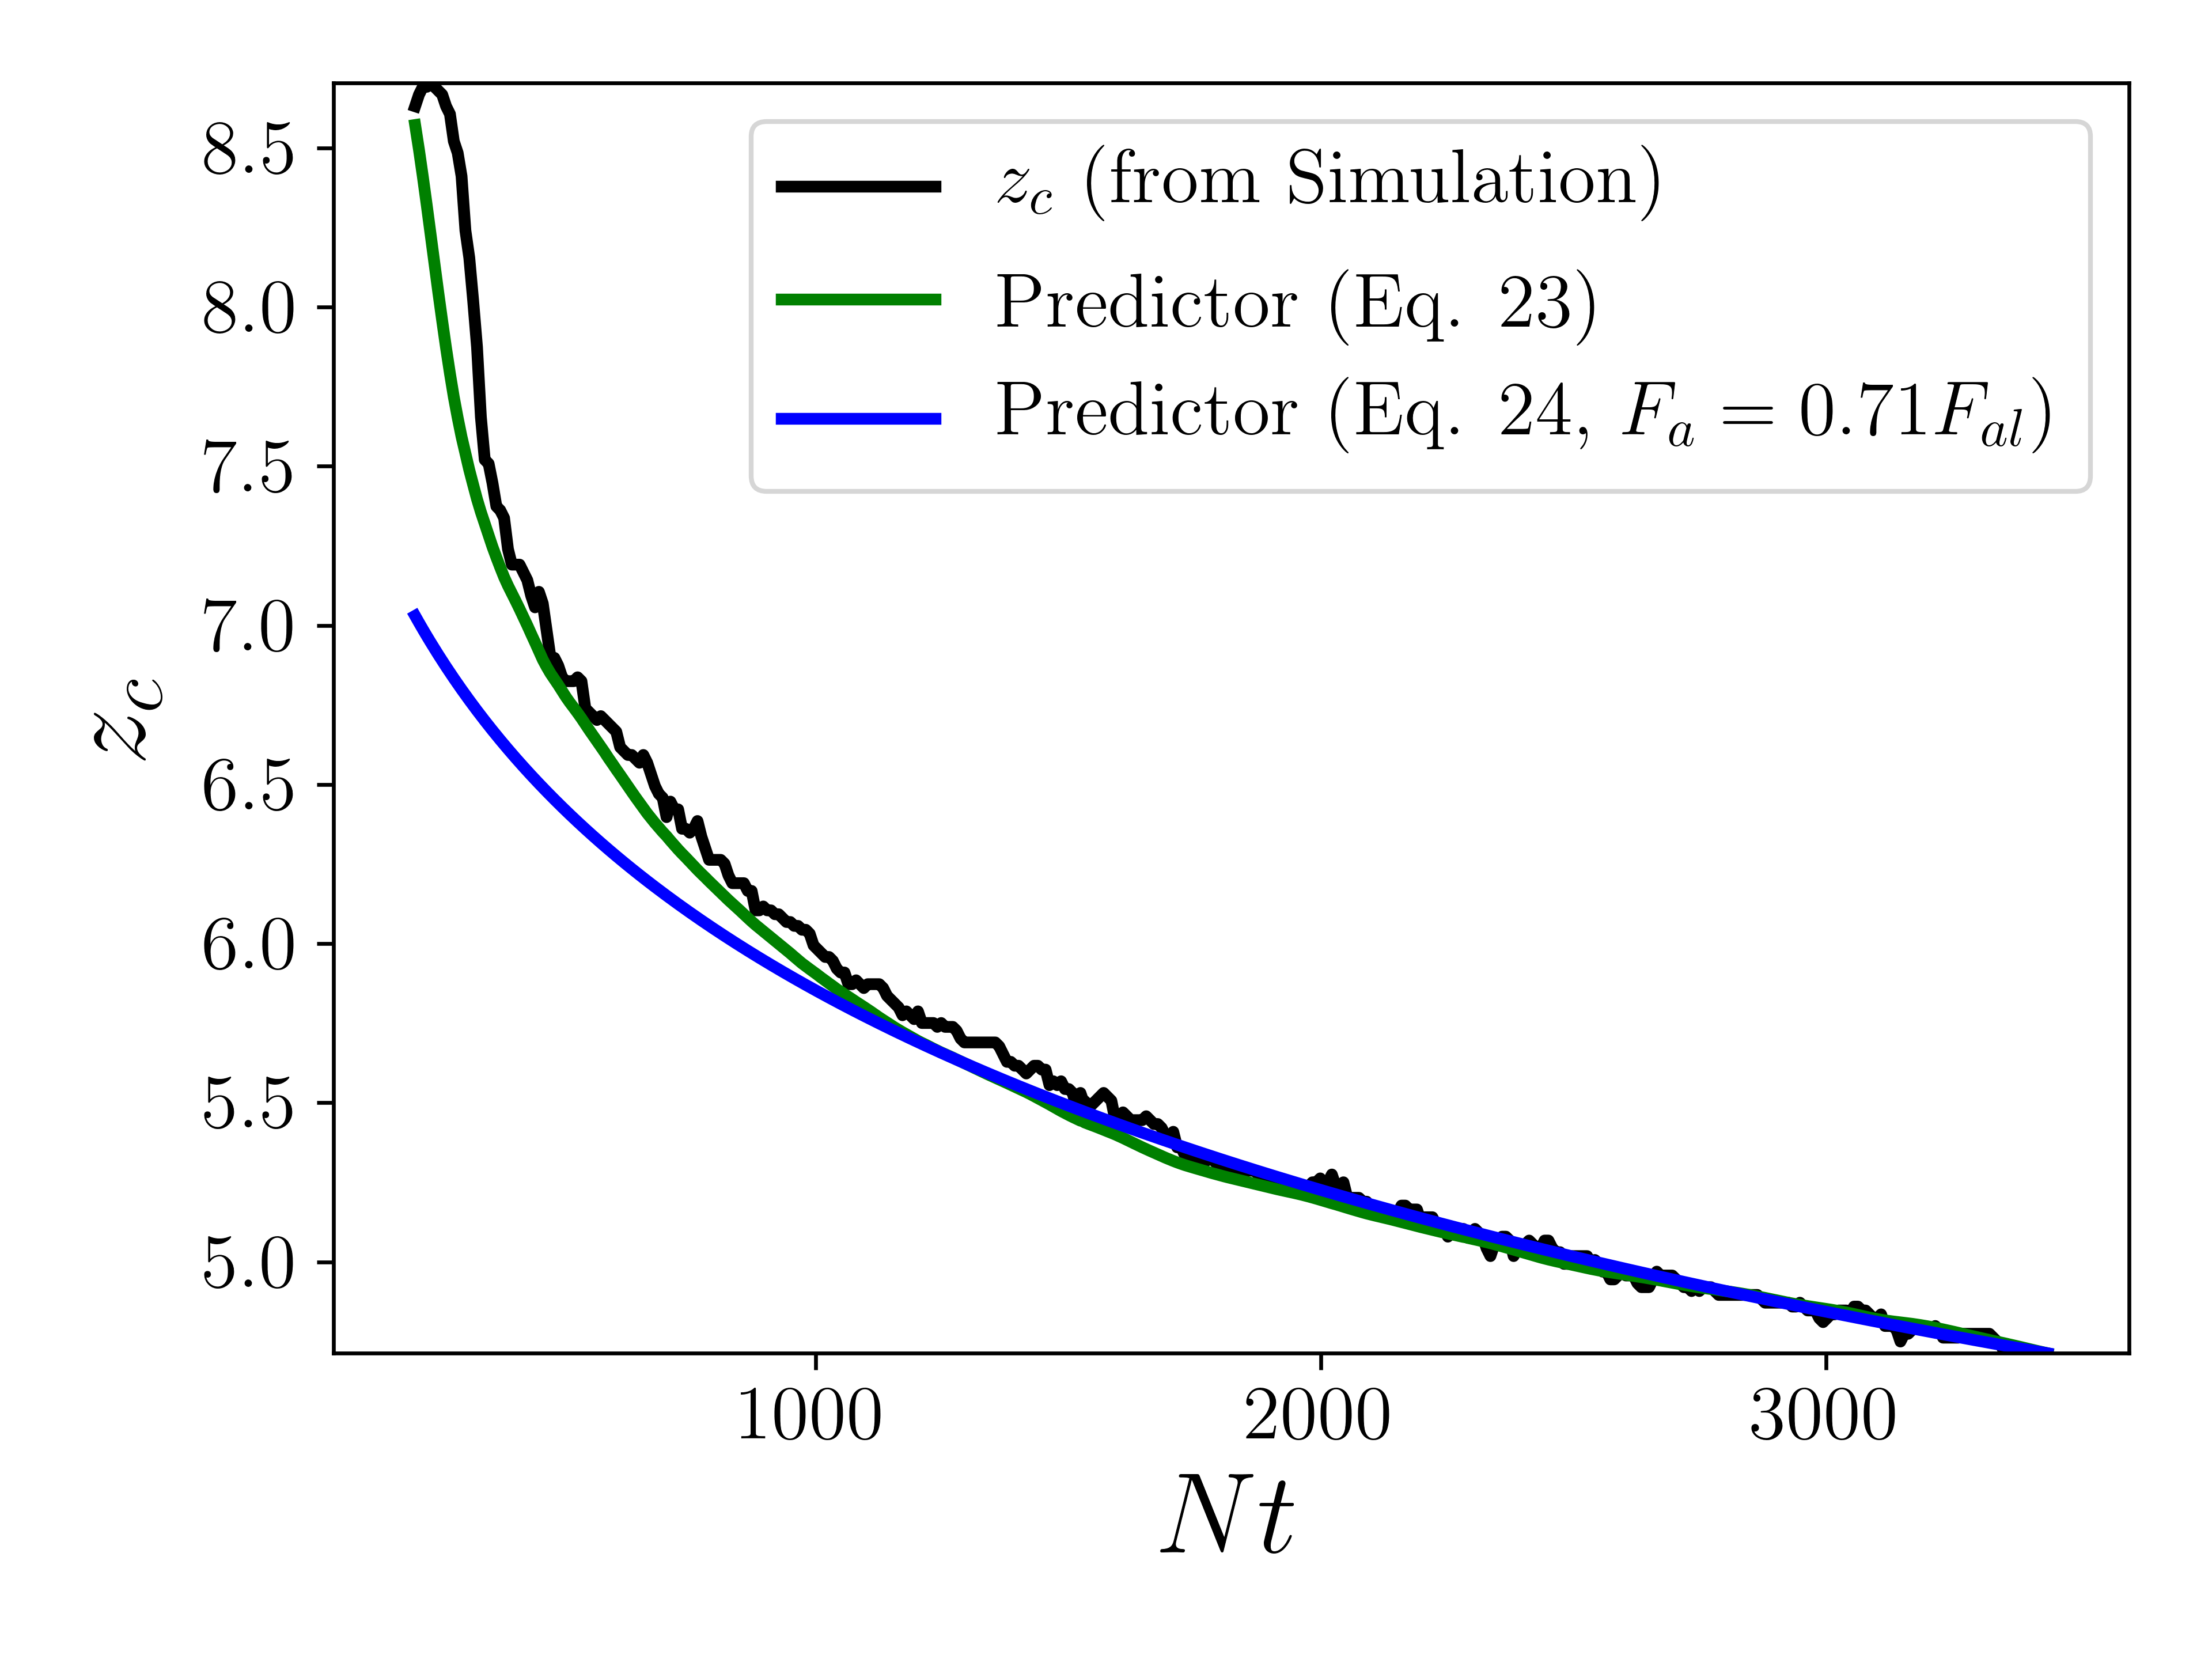 8.5
8.0
7.5
7.0
6.5
6.0
5.5
5.0
z_c
z_c (from Simulation)
Predictor (Eq. 23)
Predictor (Eq. 24, F_a = 0.71F_al)
1000 2000 3000
Nt